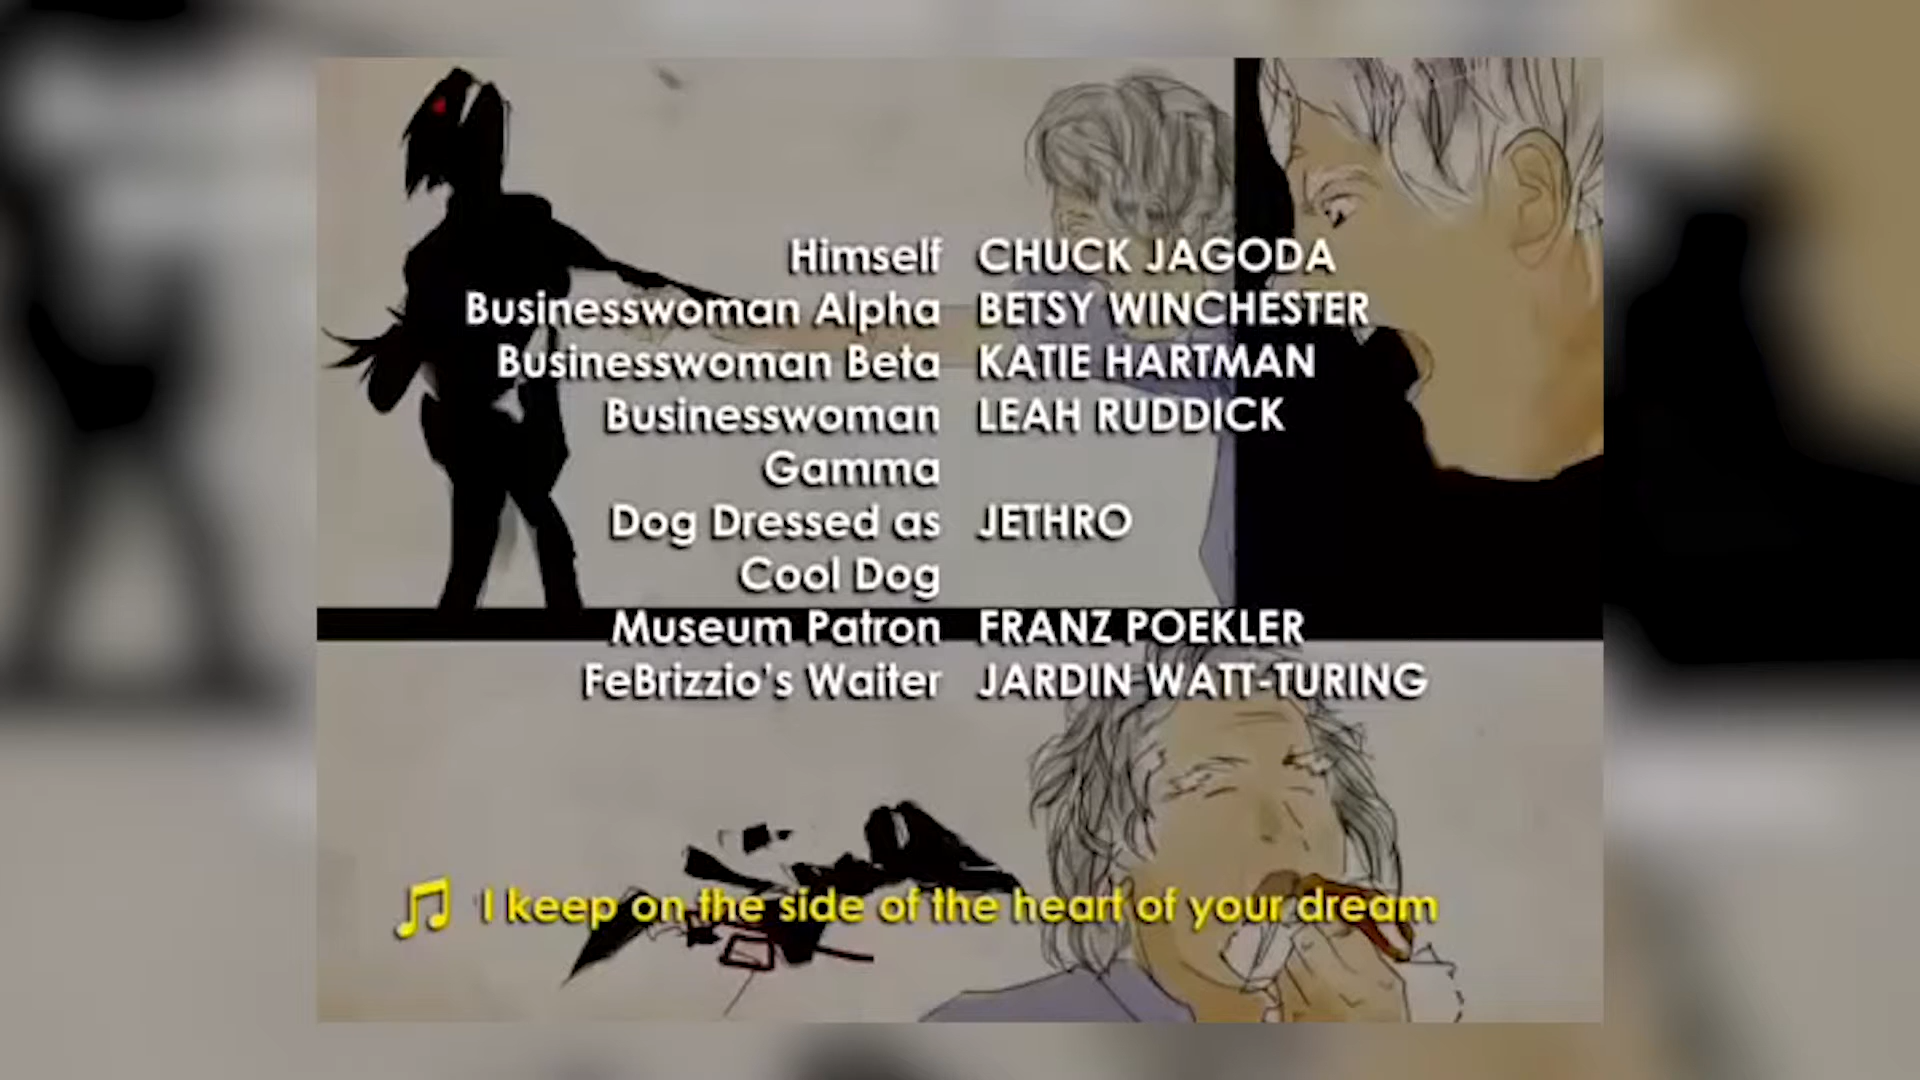 Himself CHUCK JAGODA
Businesswoman Alpha BETSY WINCHESTER
Businesswoman Beta KATIE HARTMAN
Businesswoman LEAH RUDDICK
Gamma
Dog Dressed as JETHRO
Cool Dog
Museum Patron FRANZ POEKLER
FeBrizzio's Waiter JARDIN WATT-TURING
♫ 'I keep on the side of the heart of your dream